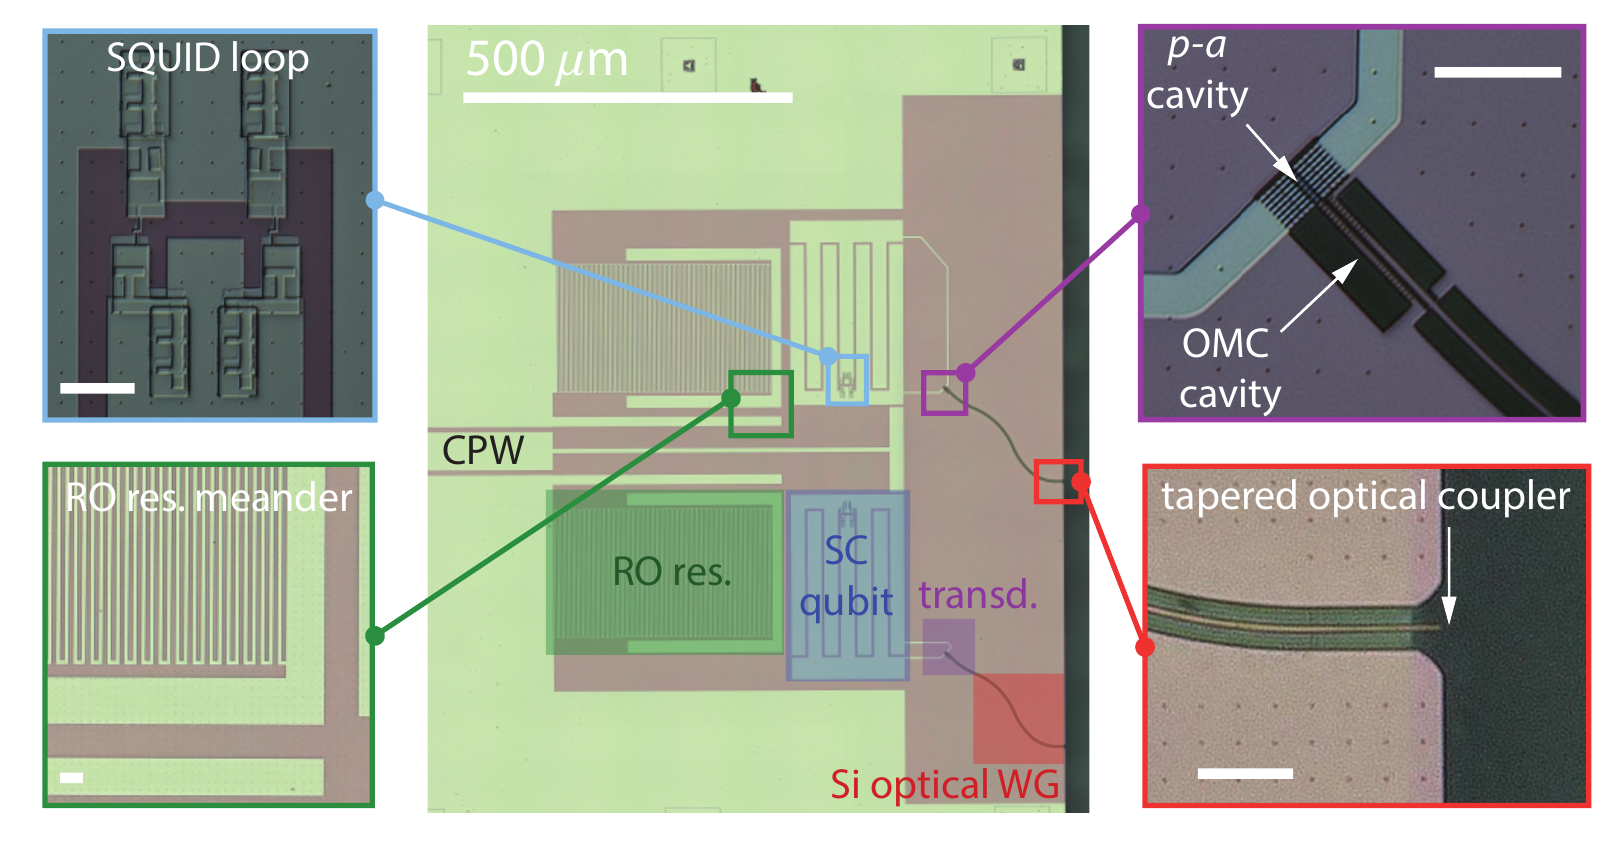 SQUID loop
500 μm
p-a
cavity
OMC
cavity
CPW
RO res. meander
RO res.
SC
qubit
transd.
Si optical WG
tapered optical coupler